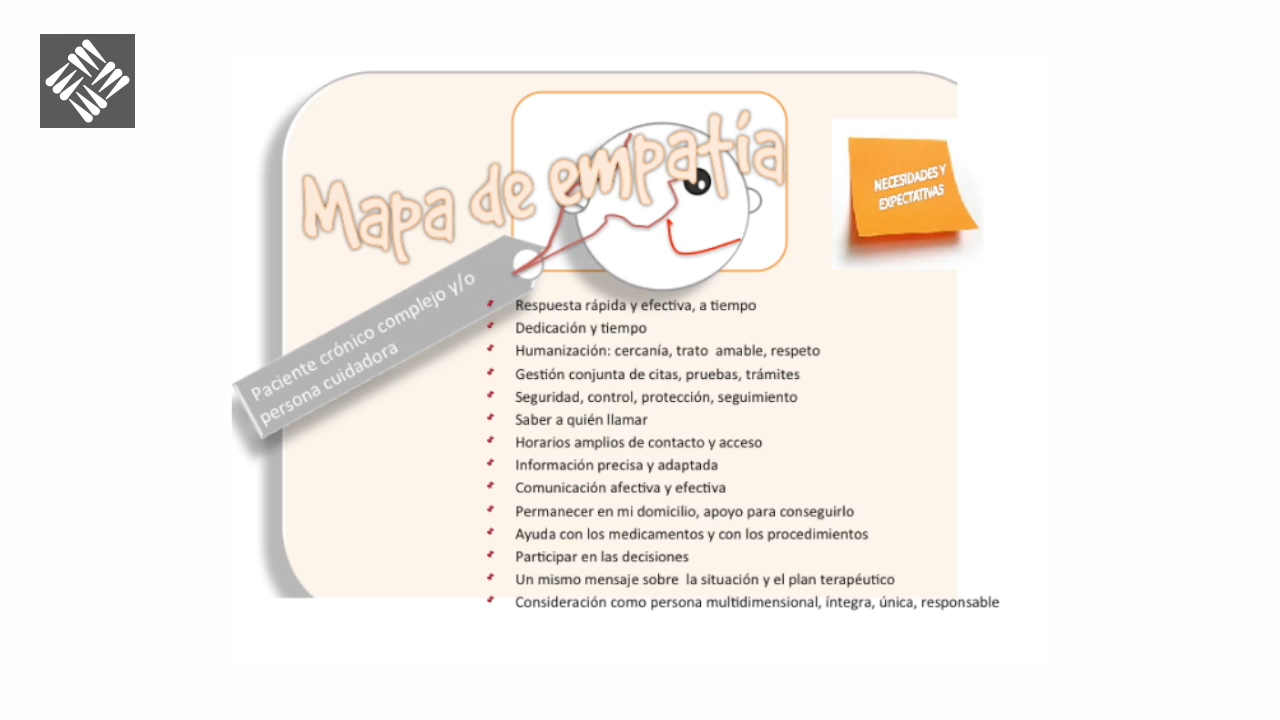 Mapa de empatía
NECESIDADES Y
EXPECTATIVAS
Paciente crónico complejo y/o
persona cuidadora
Respuesta rápida y efectiva, a tiempo
Dedicación y tiempo
Humanización: cercanía, trato amable, respeto
Gestión conjunta de citas, pruebas, trámites
Seguridad, control, protección, seguimiento
Saber a quién llamar
Horarios amplios de contacto y acceso
Información precisa y adaptada
Comunicación afectiva y efectiva
Permanecer en mi domicilio, apoyo para conseguirlo
Ayuda con los medicamentos y con los procedimientos
Participar en las decisiones
Un mismo mensaje sobre la situación y el plan terapéutico
Consideración como persona multidimensional, íntegra, única, responsable